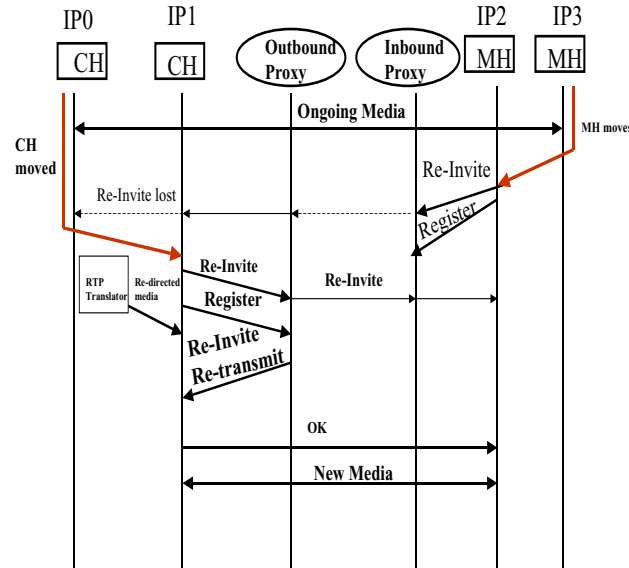 IP0
IP1
IP2
IP3
CH
CH
Outbound
Proxy
Inbound
Proxy
MH
MH
Ongoing Media
CH
moved
MH moves
Re-Invite
Re-Invite lost
Register
Re-Invite
Re-Invite
RTP
Translator
Re-directed
media
Register
Re-Invite
Re-transmit
OK
New Media